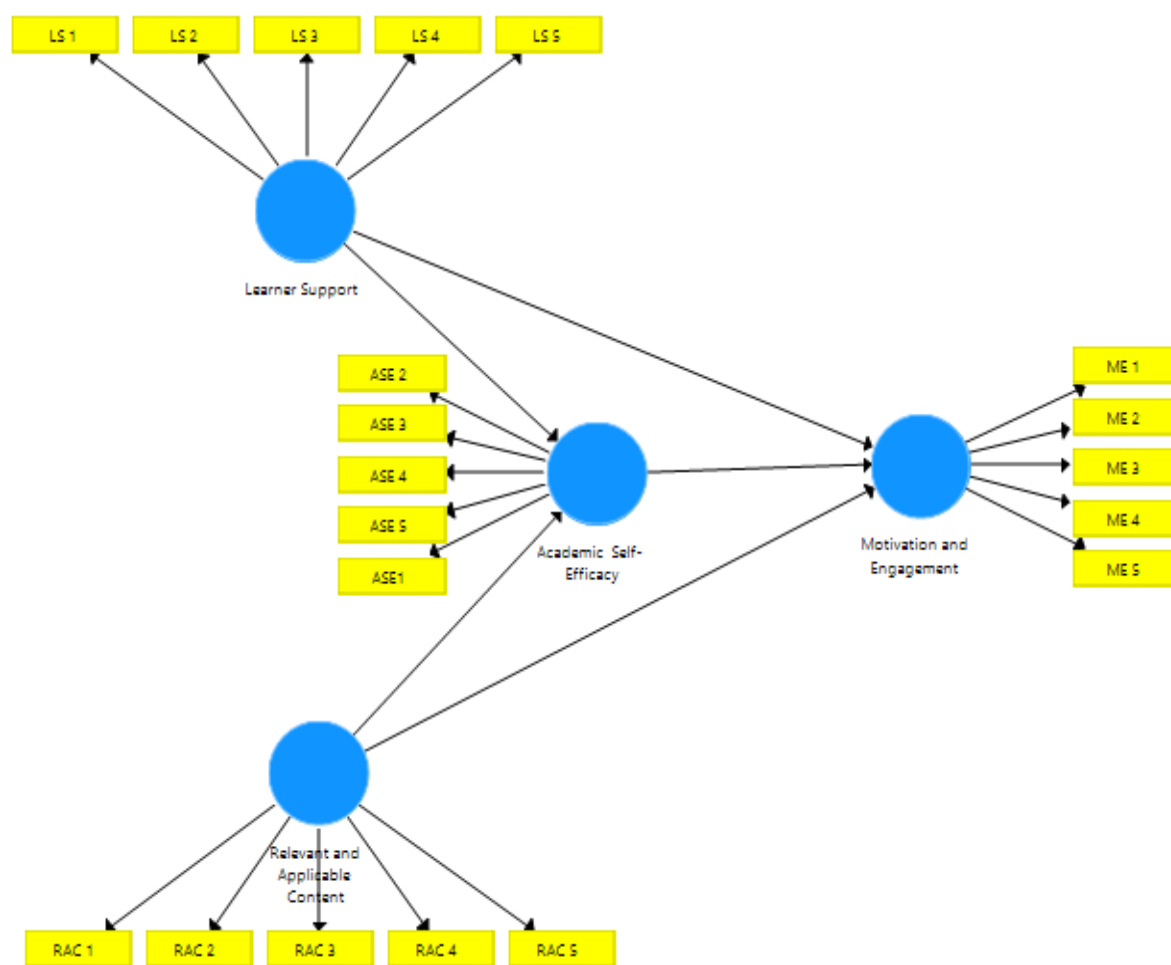 LS 1
LS 2
LS 3
LS 4
LS 5
Learner Support
ASE 2
ASE 3
ASE 4
ASE 5
ASE1
Academic Self-
Efficacy
ME 1
ME 2
ME 3
ME 4
ME 5
Motivation and
Engagement
Relevant and
Applicable
Content
RAC 1
RAC 2
RAC 3
RAC 4
RAC 5